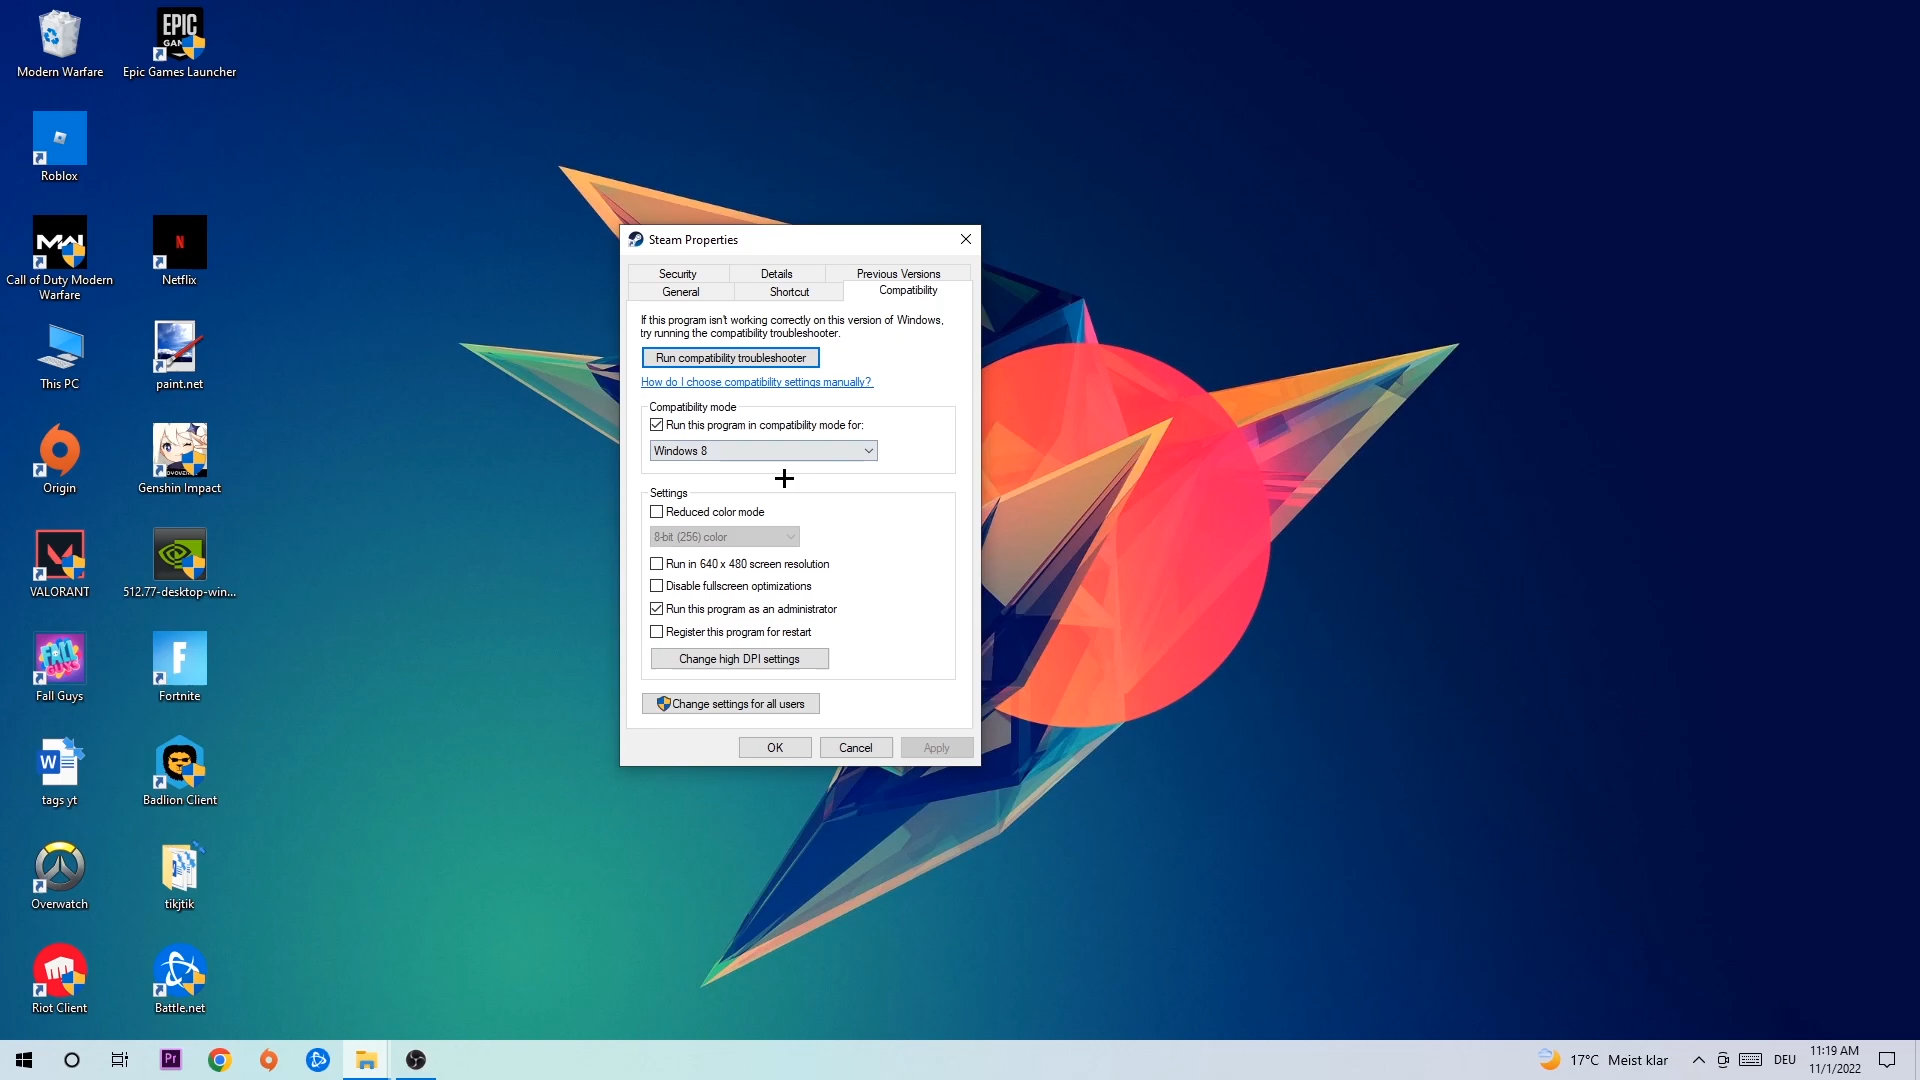 Modern Warfare
EPIC
Epic Games Launcher
Roblox
Call of Duty Modern
Warfare
N
Netflix
This PC
paint.net
Origin
Genshin Impact
VALORANT
512.77-desktop-win...
FALL
Fall Guys
F
Fortnite
W
tags yt
Badlion Client
Overwatch
tikjtik
Riot Client
Battle.net
Steam Properties
Security
Details
Previous Versions
General
Shortcut
Compatibility
If this program isn't working correctly on this version of Windows,
try running the compatibility troubleshooter.
Run compatibility troubleshooter
How do I choose compatibility settings manually?
Compatibility mode
Run this program in compatibility mode for:
Windows 8
Settings
Reduced color mode
8-bit (256) color
Run in 640 x 480 screen resolution
Disable fullscreen optimizations
Run this program as an administrator
Register this program for restart
Change high DPI settings
Change settings for all users
OK
Cancel
Apply
Pr
17°C Meist klar
DEU
11:19 AM
11/1/2022